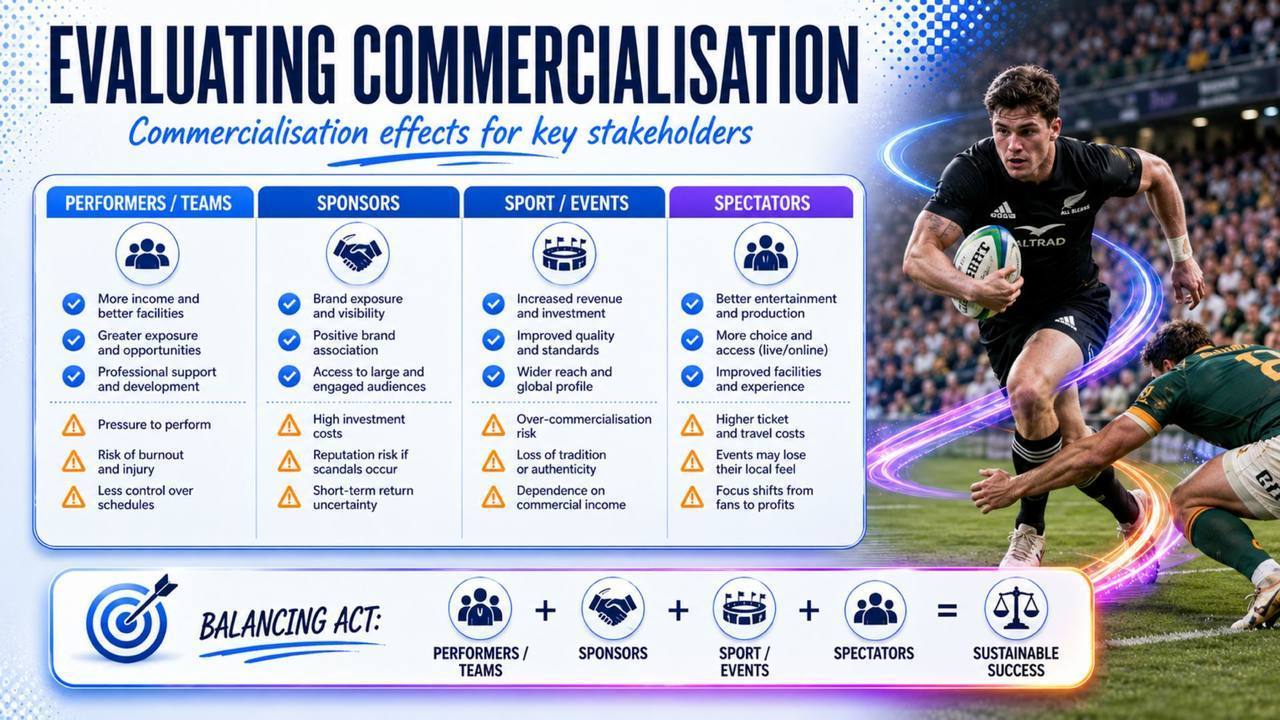 EVALUATING COMMERCIALISATION
Commercialisation effects for key stakeholders
PERFORMERS / TEAMS
More income and
better facilities
Greater exposure
and opportunities
Professional support
and development
Pressure to perform
Risk of burnout
and injury
Less control over
schedules
SPONSORS
Brand exposure
and visibility
Positive brand
association
Access to large and
engaged audiences
High investment
costs
Reputation risk if
scandals occur
Short-term return
uncertainty
SPORT / EVENTS
Increased revenue
and investment
Improved quality
and standards
Wider reach and
global profile
Over-commercialisation
risk
Loss of tradition
or authenticity
Dependence on
commercial income
SPECTATORS
Better entertainment
and production
More choice and
access (live/online)
Improved facilities
and experience
Higher ticket
and travel costs
Events may lose
their local feel
Focus shifts from
fans to profits
adidas
ALL BLACKS
ALTRAD
BALANCING ACT:
PERFORMERS /
TEAMS
+
SPONSORS
+
SPORT /
EVENTS
+
SPECTATORS
=
SUSTAINABLE
SUCCESS